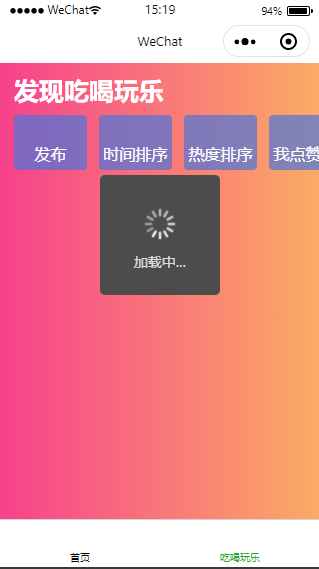 WeChat 15:19 94%
WeChat
发现吃喝玩乐
发布 时间排序 热度排序 我点赞
加载中...
首页 吃喝玩乐